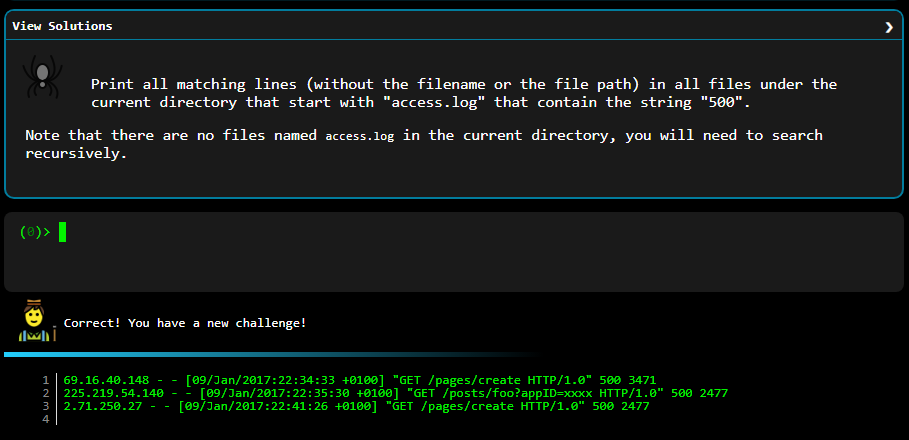 View Solutions ❯
Print all matching lines (without the filename or the file path) in all files under the
current directory that start with "access.log" that contain the string "500".
Note that there are no files named access.log in the current directory, you will need to search
recursively.
(0)>
Correct! You have a new challenge!
1 69.16.40.148 - - [09/Jan/2017:22:34:33 +0100] "GET /pages/create HTTP/1.0" 500 3471
2 225.219.54.140 - - [09/Jan/2017:22:35:30 +0100] "GET /posts/foo?appID=xxxx HTTP/1.0" 500 2477
3 2.71.250.27 - - [09/Jan/2017:22:41:26 +0100] "GET /pages/create HTTP/1.0" 500 2477
4